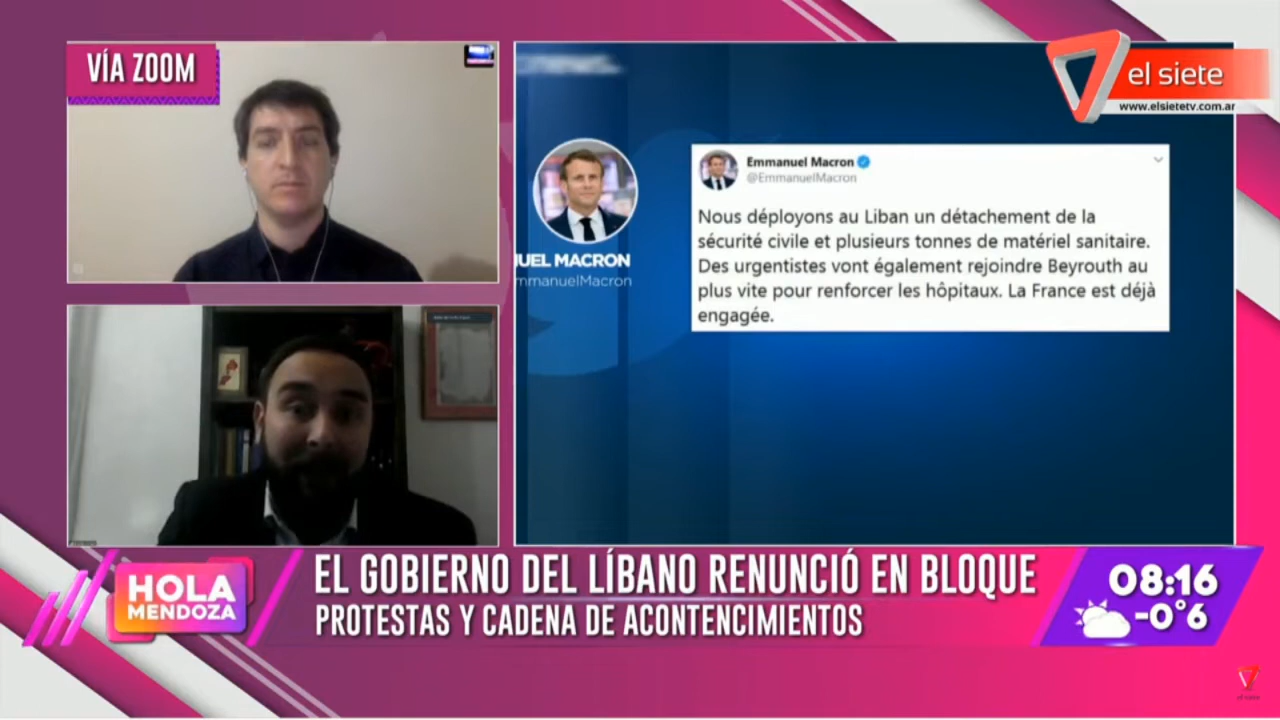 VÍA ZOOM
el siete
www.elsietetv.com.ar
Emmanuel Macron
@EmmanuelMacron
Nous déployons au Liban un détachement de la
sécurité civile et plusieurs tonnes de matériel sanitaire.
Des urgentistes vont également rejoindre Beyrouth au
plus vite pour renforcer les hôpitaux. La France est déjà
engagée.
UEL MACRON
mmanuelMacron
HOLA
MENDOZA
EL GOBIERNO DEL LÍBANO RENUNCIÓ EN BLOQUE
PROTESTAS Y CADENA DE ACONTENCIMIENTOS
08:16
-0°6
el siete